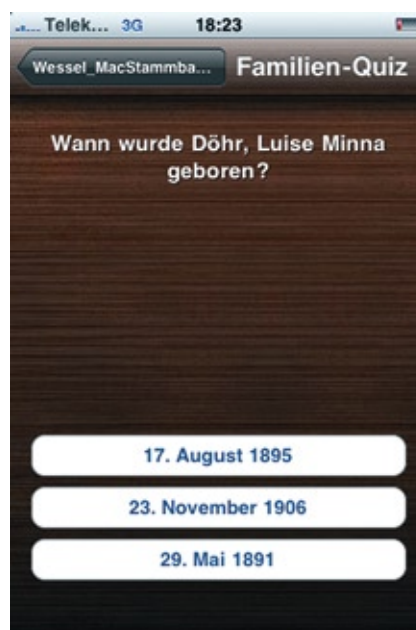 ....Telek... 3G 18:23
Wessel_MacStammba... Familien-Quiz
Wann wurde Döhr, Luise Minna
geboren?
17. August 1895
23. November 1906
29. Mai 1891